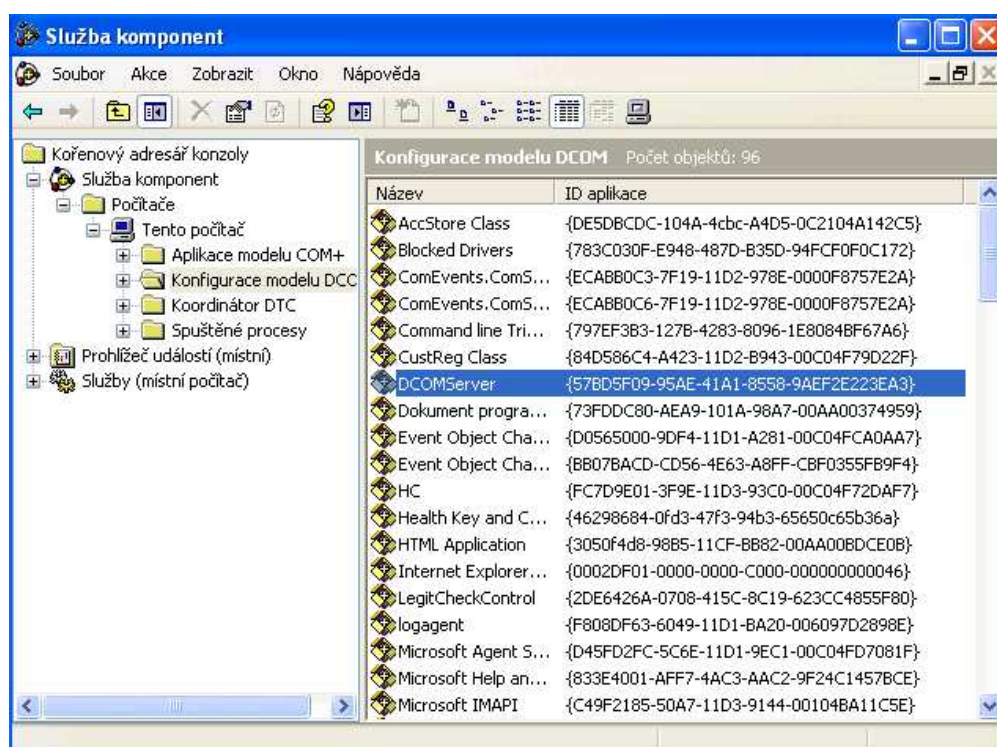 Služba komponent
Soubor Akce Zobrazit Okno Nápověda
Kořenový adresář konzoly
Služba komponent
Počítače
Tento počítač
Aplikace modelu COM+
Konfigurace modelu DCC
Koordinátor DTC
Spuštěné procesy
Prohlížeč událostí (místní)
Služby (místní počítač)
Konfigurace modelu DCOM Počet objektů: 96
Název ID aplikace
AccStore Class {DE5DBCDC-104A-4cbc-A4D5-0C2104A142C5}
Blocked Drivers {783C030F-E948-487D-B35D-94FCF0F0C172}
ComEvents.ComS... {ECABB0C3-7F19-11D2-978E-0000F8757E2A}
ComEvents.ComS... {ECABB0C6-7F19-11D2-978E-0000F8757E2A}
Command line Tri... {797EF3B3-127B-4283-8096-1E8084BF67A6}
CustReg Class {84D586C4-A423-11D2-B943-00C04F79D22F}
DCOMServer {57BD5F09-95AE-41A1-8558-9AEF2E223EA3}
Dokument progra... {73FDDC80-AEA9-101A-98A7-00AA00374959}
Event Object Cha... {D0565000-9DF4-11D1-A281-00C04FCA0AA7}
Event Object Cha... {BB07BACD-CD56-4E63-A8FF-CBF0355FB9F4}
HC {FC7D9E01-3F9E-11D3-93C0-00C04F72DAF7}
Health Key and C... {46298684-0fd3-47f3-94b3-65650c65b36a}
HTML Application {3050f4d8-98B5-11CF-BB82-00AA00BDCE0B}
Internet Explorer... {0002DF01-0000-0000-C000-000000000046}
LegitCheckControl {2DE6426A-0708-415C-8C19-623CC4855F80}
logagent {F808DF63-6049-11D1-BA20-006097D2898E}
Microsoft Agent S... {D45FD2FC-5C6E-11D1-9EC1-00C04FD7081F}
Microsoft Help an... {833E4001-AFF7-4AC3-AAC2-9F24C1457BCE}
Microsoft IMAPI {C49F2185-50A7-11D3-9144-00104BA11C5E}